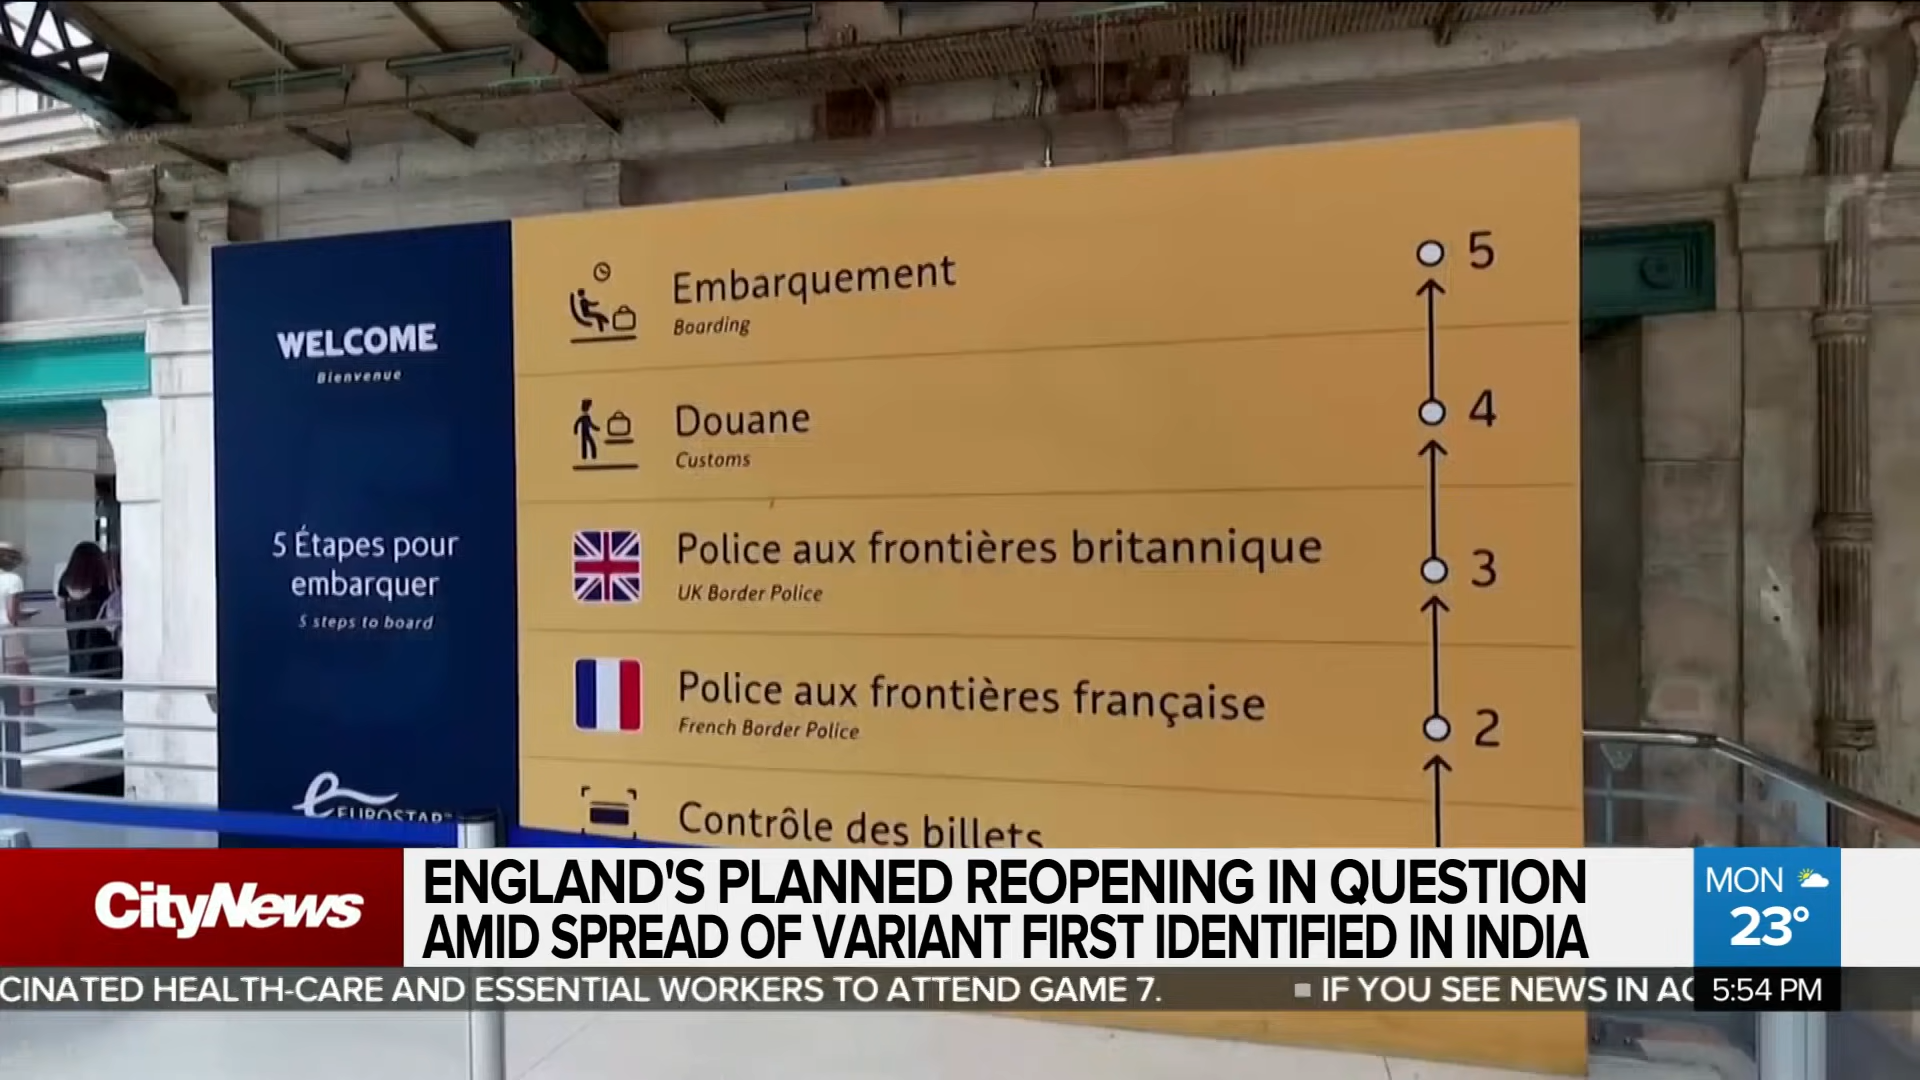 WELCOME
Bienvenue
5 Étapes pour
embarquer
5 steps to board
EUROSTAR
Embarquement
Boarding
5
Douane
Customs
4
Police aux frontières britannique
UK Border Police
3
Police aux frontières française
French Border Police
2
Contrôle des billets
CityNews
ENGLAND'S PLANNED REOPENING IN QUESTION
AMID SPREAD OF VARIANT FIRST IDENTIFIED IN INDIA
MON
23°
CINATED HEALTH-CARE AND ESSENTIAL WORKERS TO ATTEND GAME 7.
IF YOU SEE NEWS IN AC
5:54 PM